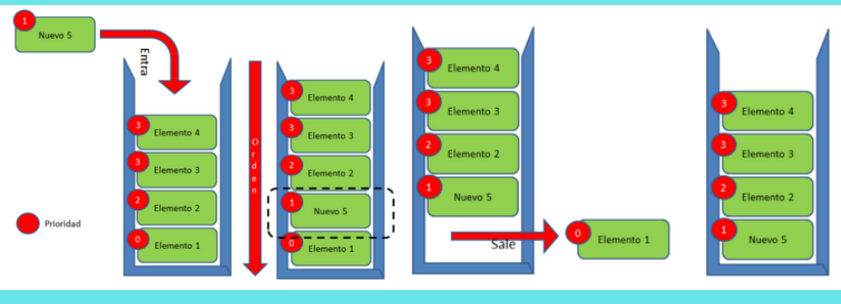 1
Nuevo 5
Entra
3
Elemento 4
3
Elemento 3
2
Elemento 2
0
Elemento 1
Prioridad
Orden
3
Elemento 4
3
Elemento 3
2
Elemento 2
1
Nuevo 5
0
Elemento 1
3
Elemento 4
3
Elemento 3
2
Elemento 2
1
Nuevo 5
Sale
0
Elemento 1
3
Elemento 4
3
Elemento 3
2
Elemento 2
1
Nuevo 5